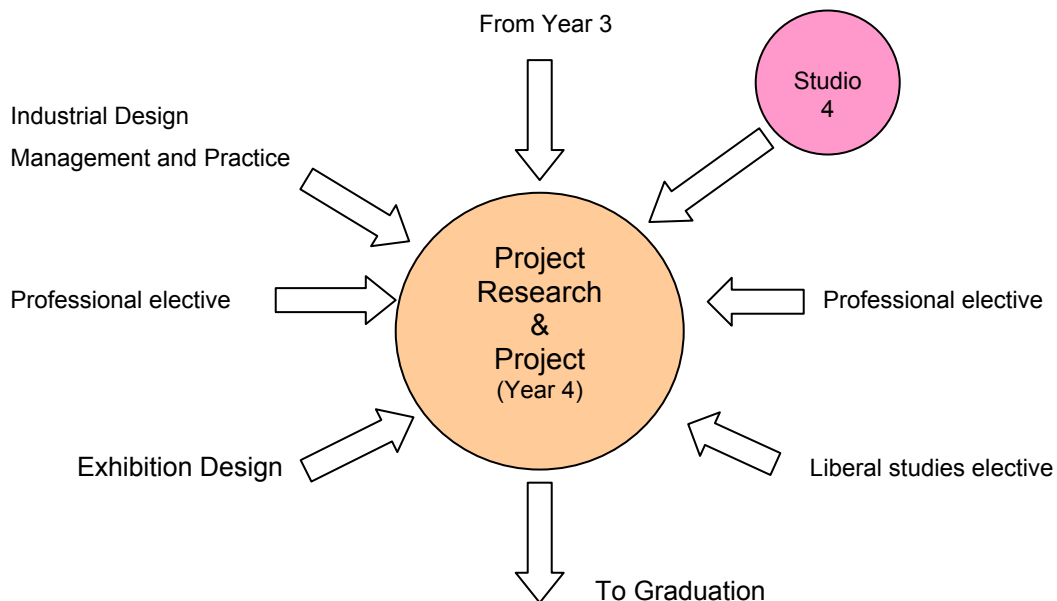 From Year 3
Studio
4
Industrial Design
Management and Practice
Project
Research
&
Project
(Year 4)
Professional elective
Professional elective
Exhibition Design
Liberal studies elective
To Graduation